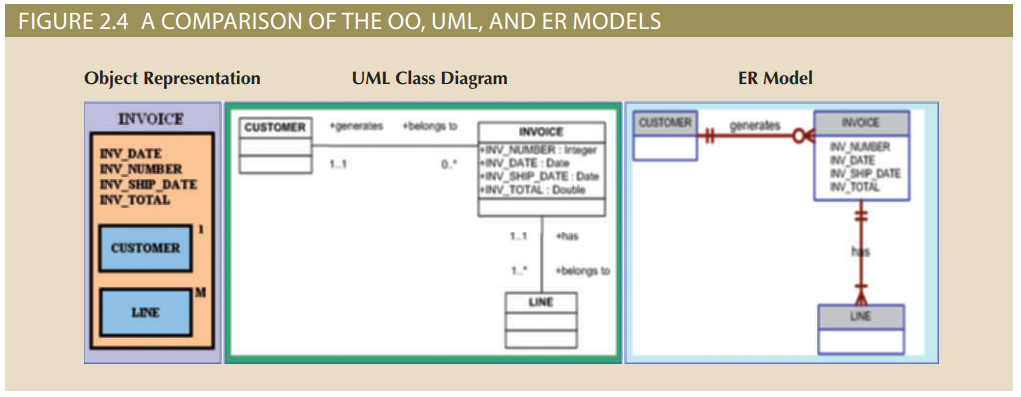 FIGURE 2.4 A COMPARISON OF THE OO, UML, AND ER MODELS
Object Representation
UML Class Diagram
ER Model
INVOICE
INV_DATE
INV_NUMBER
INV_SHIP_DATE
INV_TOTAL
1
CUSTOMER
M
LINE
CUSTOMER
+generates
+belongs to
1..1
0..*
INVOICE
+INV_NUMBER : Integer
+INV_DATE : Date
+INV_SHIP_DATE : Date
+INV_TOTAL : Double
1..1
+has
1..*
+belongs to
LINE
CUSTOMER
generates
INVOICE
INV_NUMBER
INV_DATE
INV_SHIP_DATE
INV_TOTAL
has
LINE